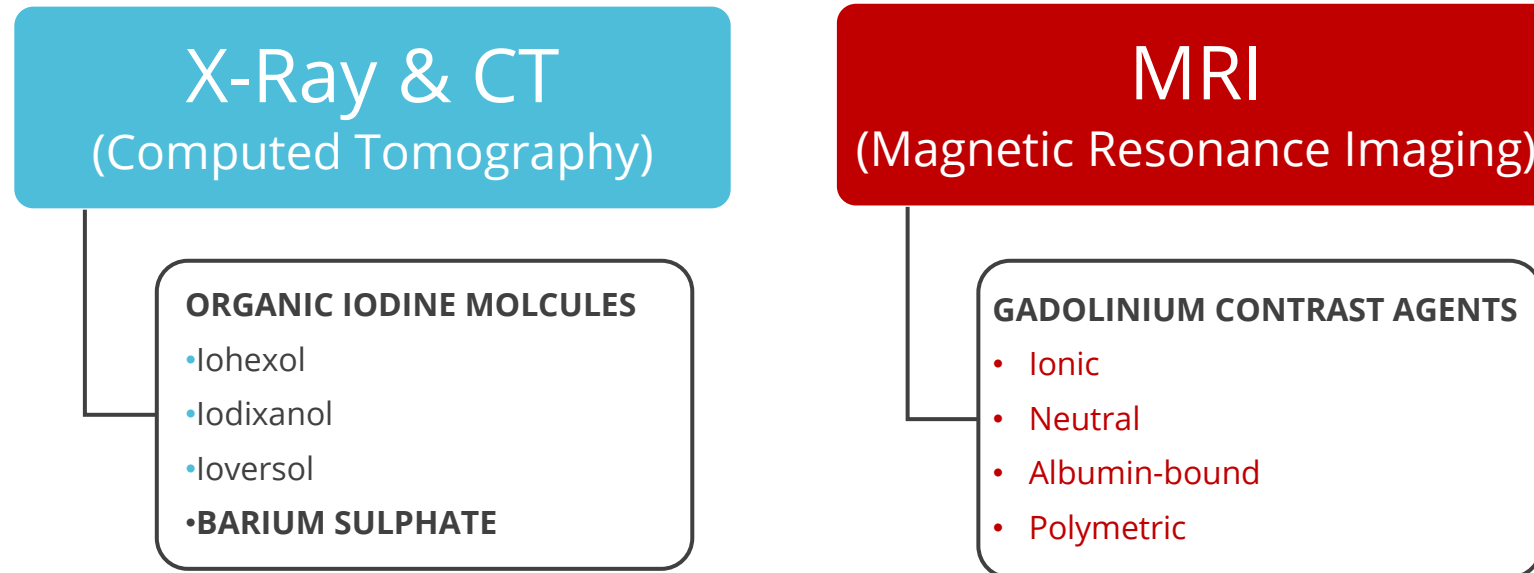 X-Ray & CT
(Computed Tomography)
ORGANIC IODINE MOLCULES
•Iohexol
•Iodixanol
•Ioversol
•BARIUM SULPHATE
MRI
(Magnetic Resonance Imaging)
GADOLINIUM CONTRAST AGENTS
• Ionic
• Neutral
• Albumin-bound
• Polymetric